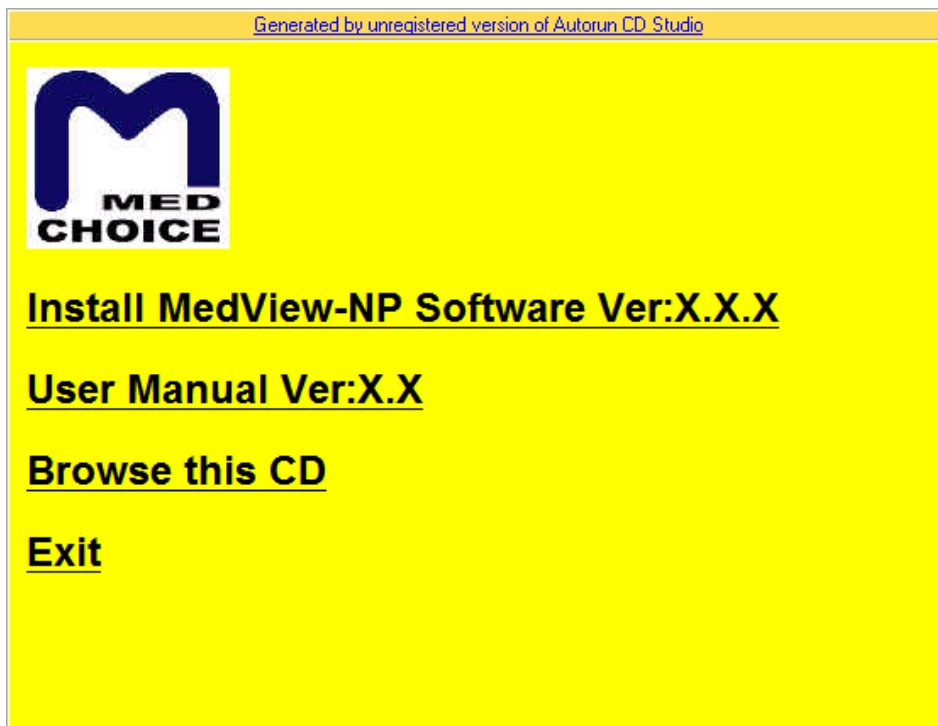 Generated by unregistered version of Autorun CD Studio
MED
CHOICE
Install MedView-NP Software Ver:X.X.X
User Manual Ver:X.X
Browse this CD
Exit